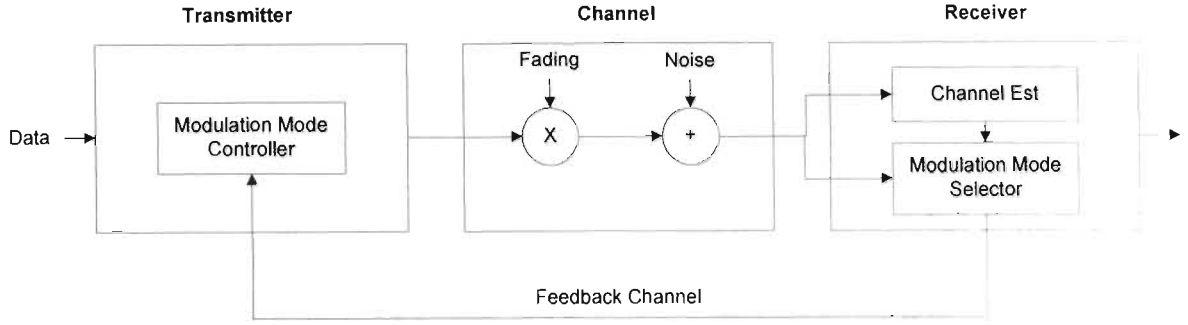 Transmitter
Channel
Receiver
Fading
Noise
Data
Modulation Mode
Controller
X
+
Channel Est
Modulation Mode
Selector
Feedback Channel